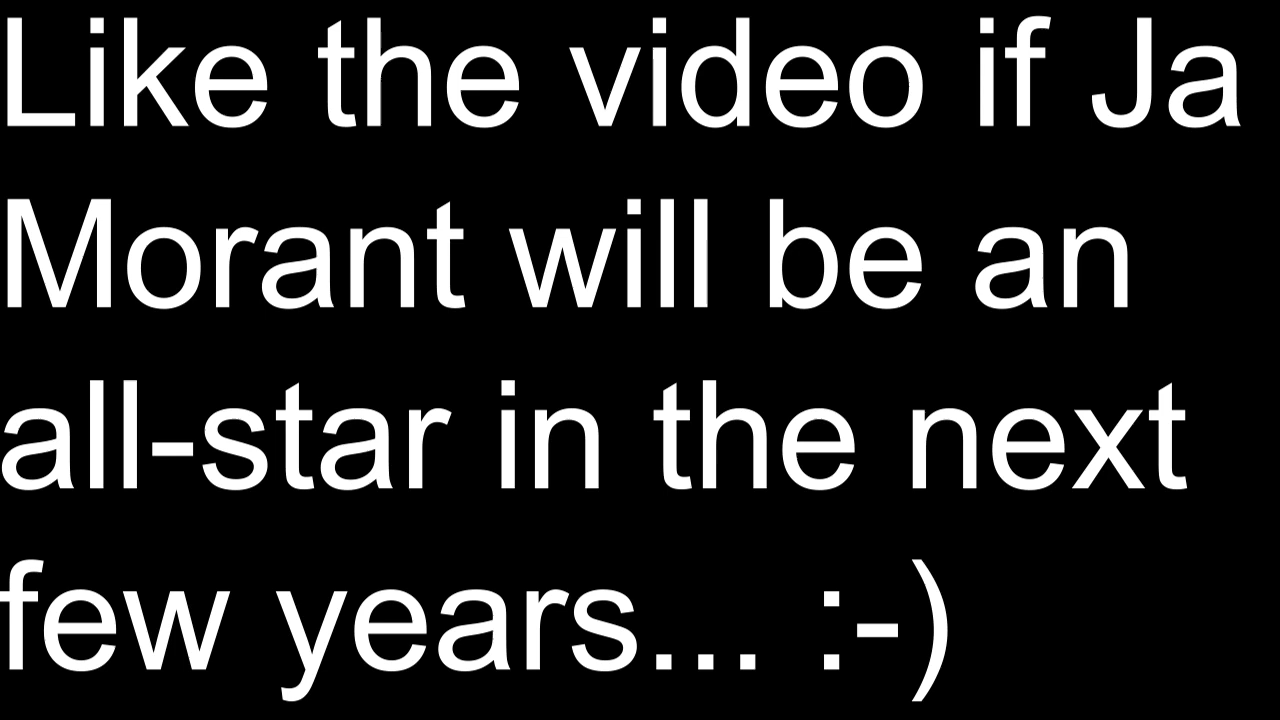 Like the video if Ja
Morant will be an
all-star in the next
few years... :-)